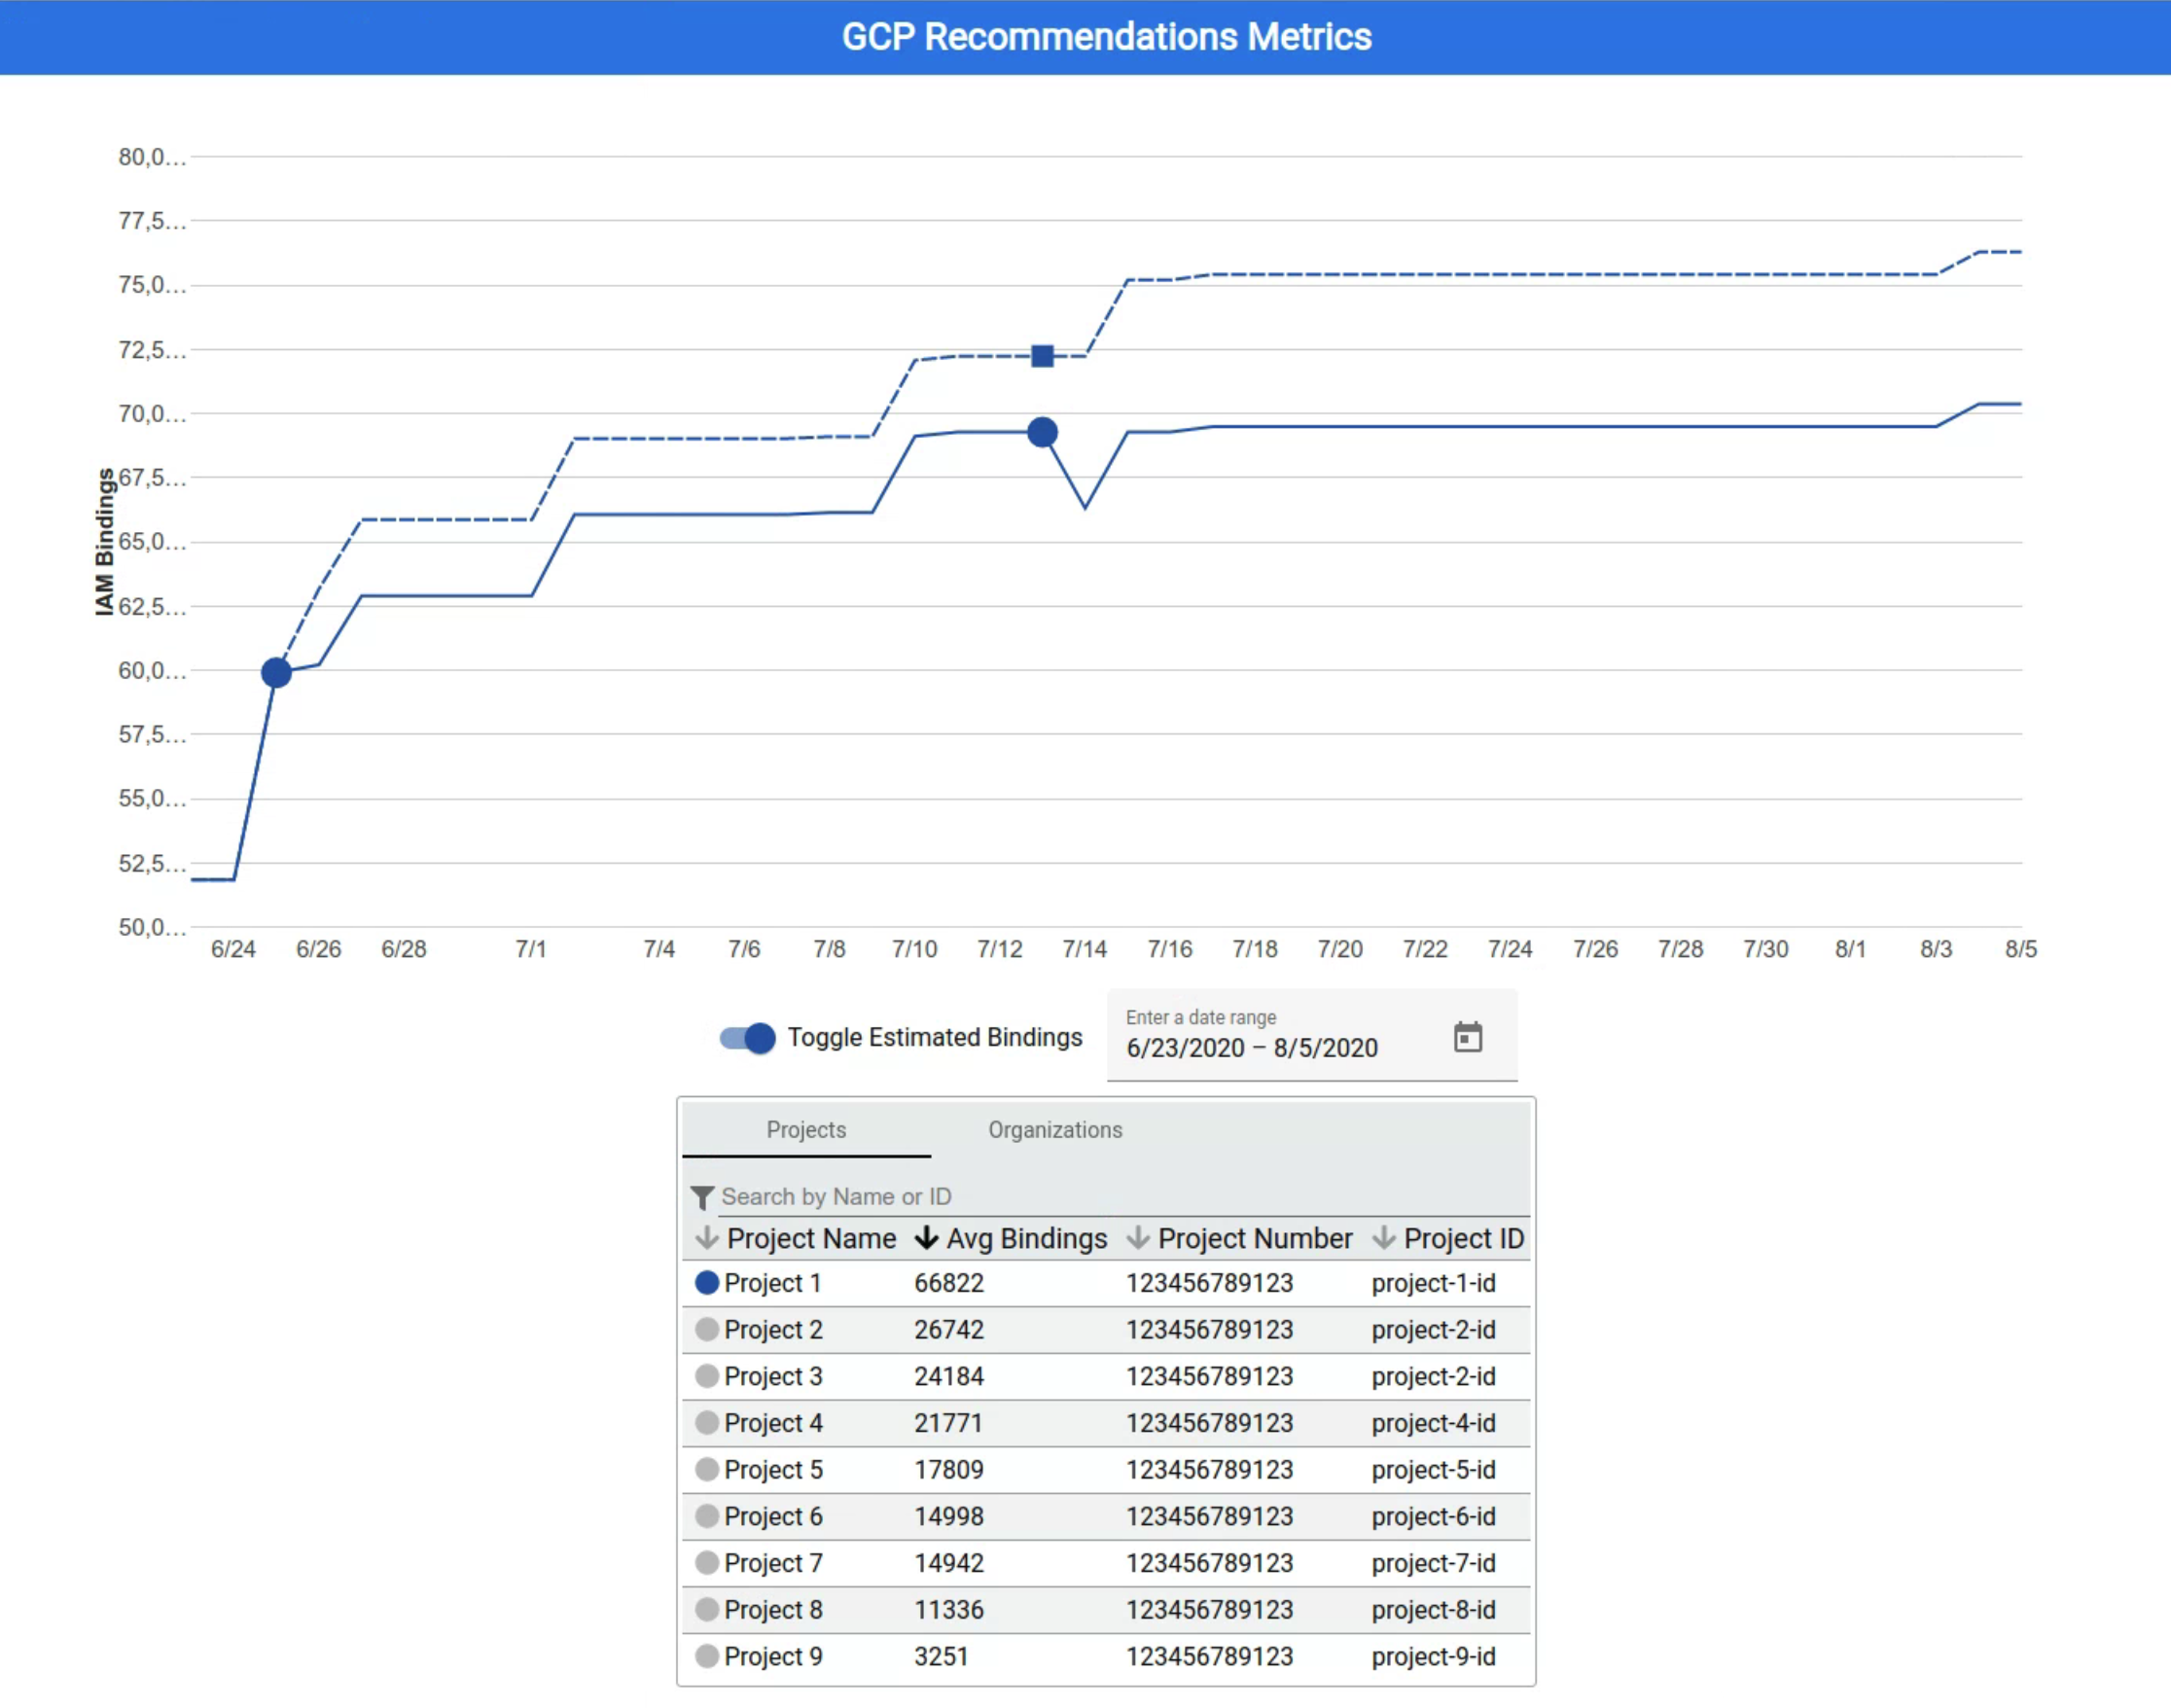 GCP Recommendations Metrics
80,0...
77,5...
75,0...
72,5...
70,0...
67,5...
65,0...
62,5...
60,0...
57,5...
55,0...
52,5...
50,0...
IAM Bindings
6/24 6/26 6/28 7/1 7/4 7/6 7/8 7/10 7/12 7/14 7/16 7/18 7/20 7/22 7/24 7/26 7/28 7/30 8/1 8/3 8/5
Toggle Estimated Bindings
Enter a date range
6/23/2020 – 8/5/2020
Projects Organizations
Search by Name or ID
Project Name Avg Bindings Project Number Project ID
Project 1 66822 123456789123 project-1-id
Project 2 26742 123456789123 project-2-id
Project 3 24184 123456789123 project-2-id
Project 4 21771 123456789123 project-4-id
Project 5 17809 123456789123 project-5-id
Project 6 14998 123456789123 project-6-id
Project 7 14942 123456789123 project-7-id
Project 8 11336 123456789123 project-8-id
Project 9 3251 123456789123 project-9-id